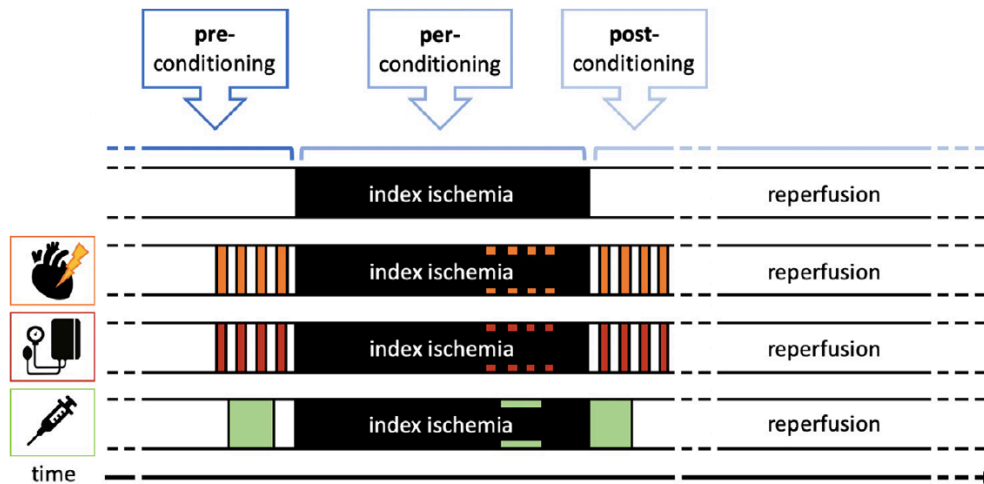 pre-
conditioning
per-
conditioning
post-
conditioning
index ischemia
reperfusion
index ischemia
reperfusion
index ischemia
reperfusion
index ischemia
reperfusion
time